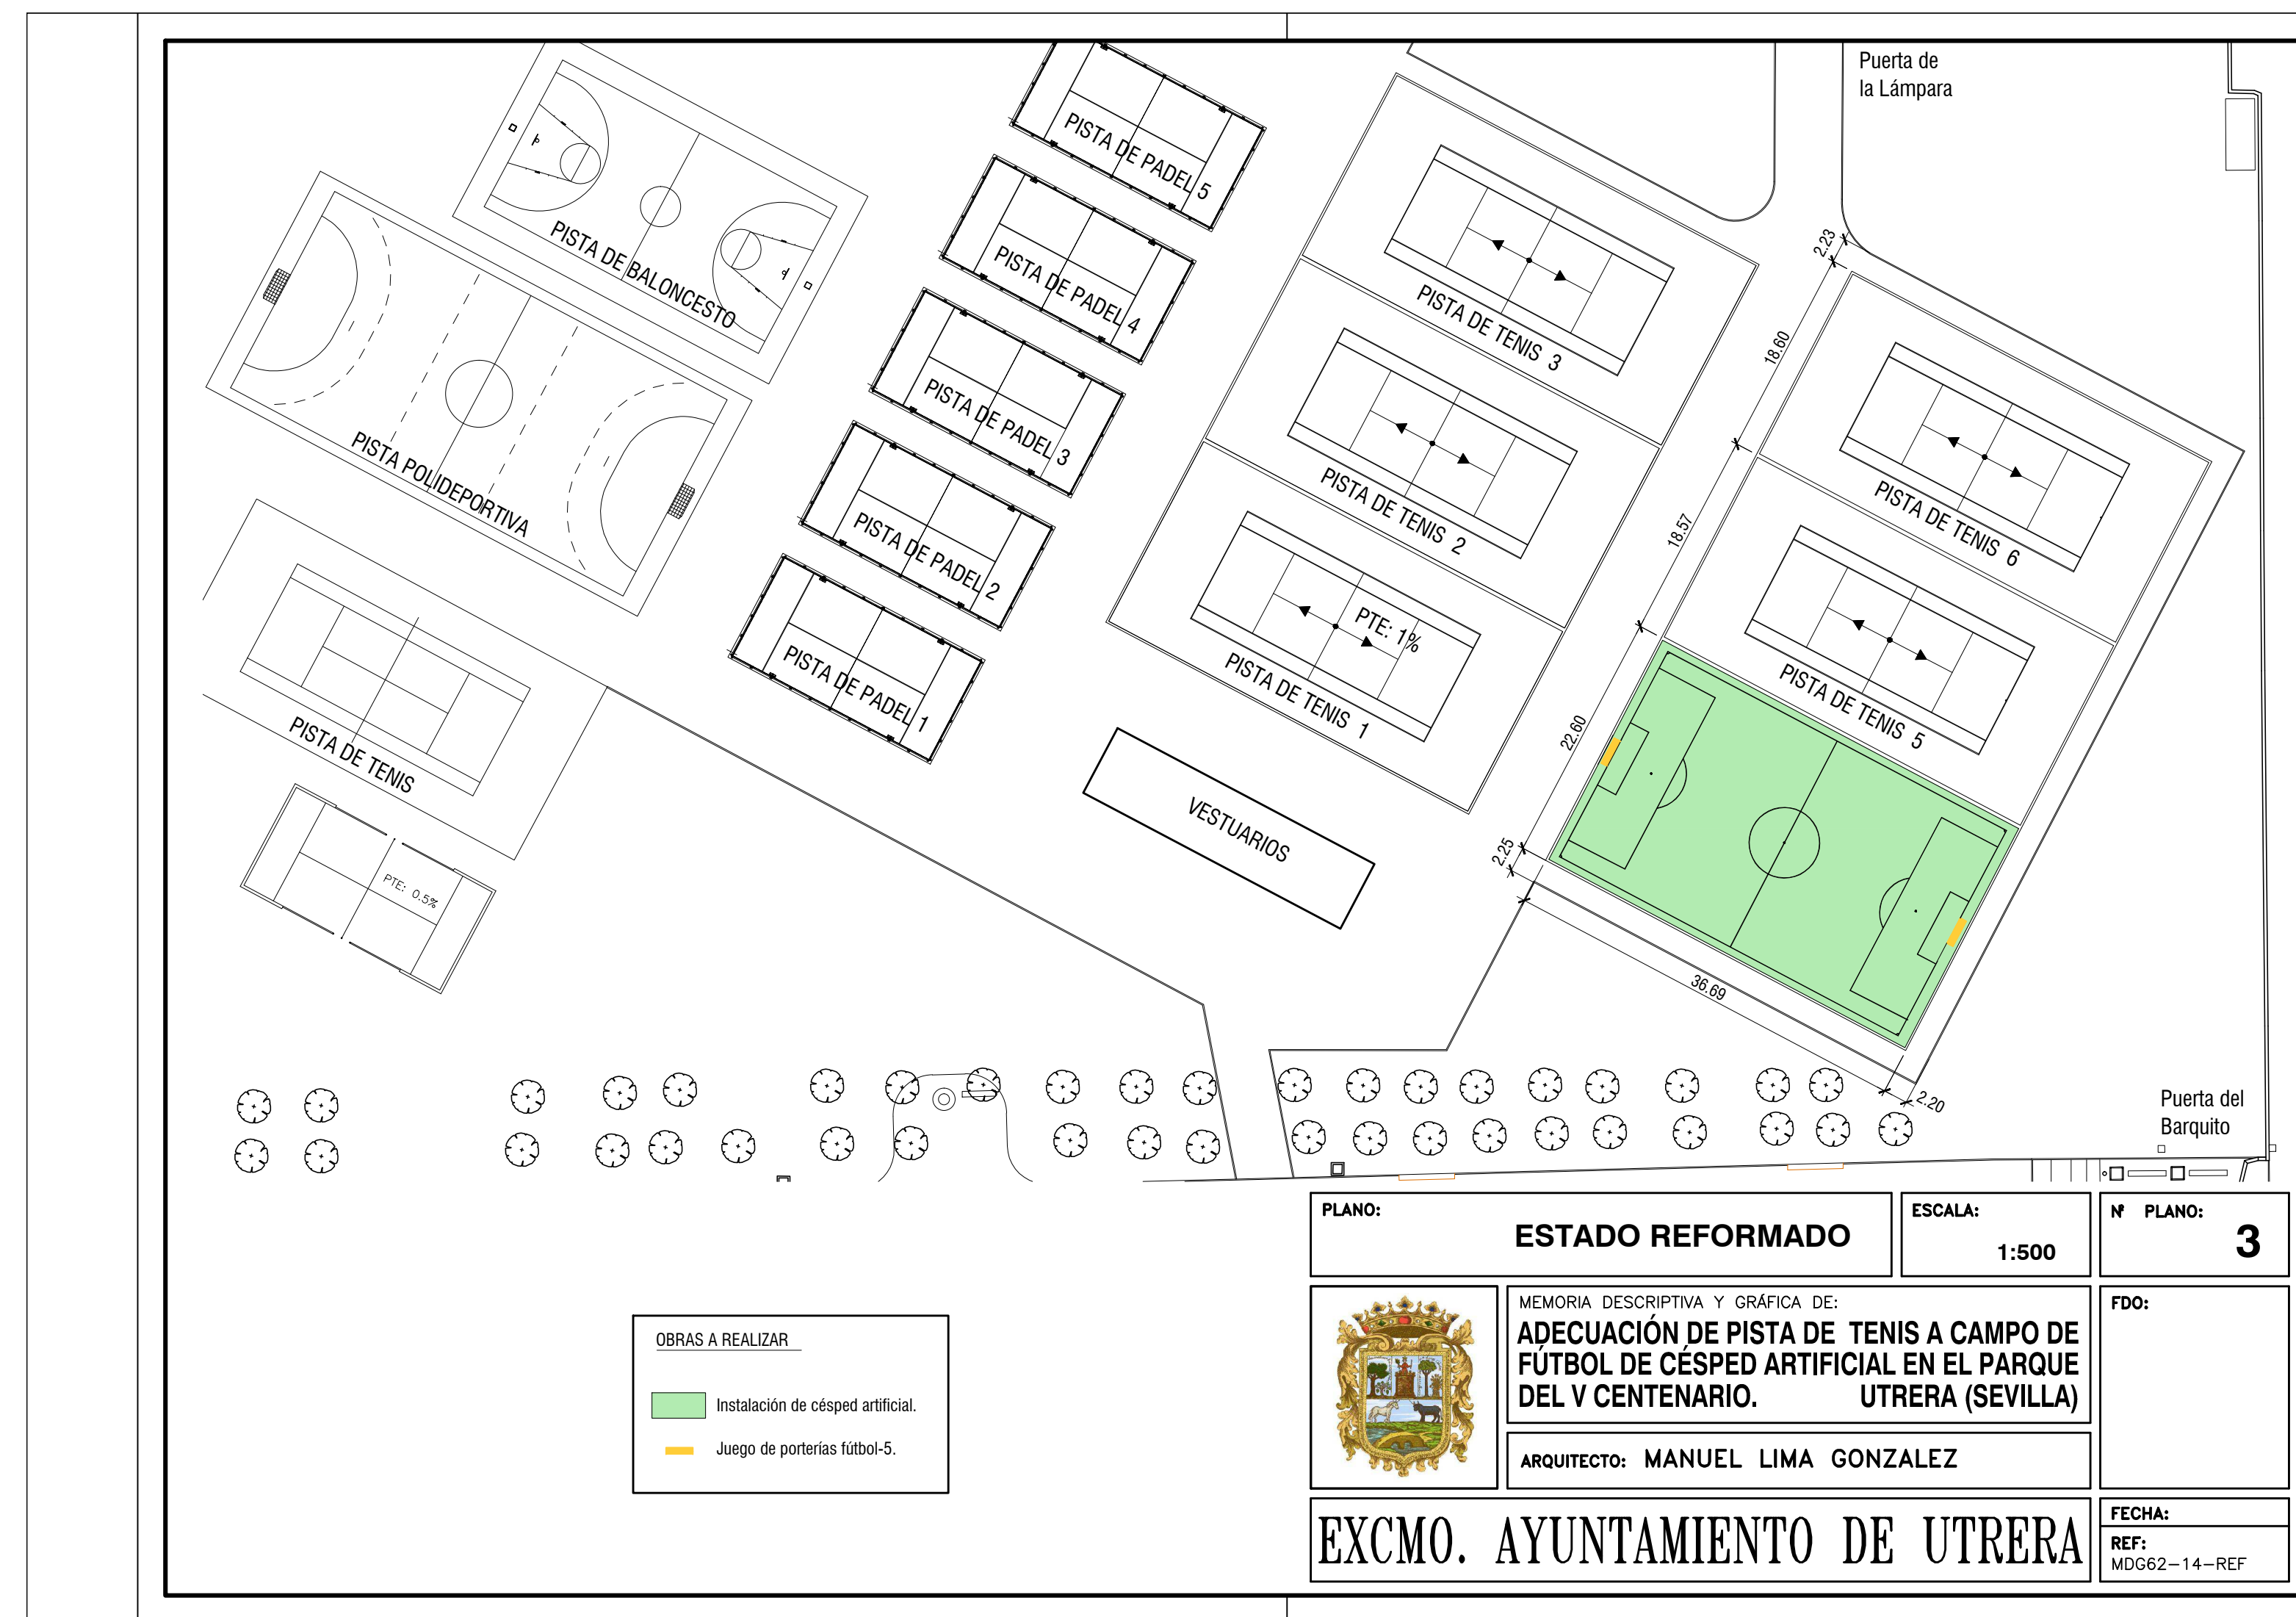 Puerta de
la Lámpara
PISTA DE PADEL 5
PISTA DE BALONCESTO
PISTA DE PADEL 4
PISTA DE TENIS 3
2.23
18.60
PISTA POLIDEPORTIVA
PISTA DE PADEL 3
PISTA DE TENIS 2
PISTA DE TENIS 6
18.57
PISTA DE PADEL 2
PTE: 1%
PISTA DE TENIS 1
PISTA DE TENIS 5
PISTA DE TENIS
PISTA DE PADEL 1
22.60
VESTUARIOS
2.25
PTE: 0.5%
36.69
2.20
Puerta del
Barquito
PLANO:
ESTADO REFORMADO
ESCALA:
1:500
Nº PLANO:
3
OBRAS A REALIZAR
Instalación de césped artificial.
Juego de porterías fútbol-5.
MEMORIA DESCRIPTIVA Y GRÁFICA DE:
ADECUACIÓN DE PISTA DE TENIS A CAMPO DE
FÚTBOL DE CÉSPED ARTIFICIAL EN EL PARQUE
DEL V CENTENARIO. UTRERA (SEVILLA)
FDO:
ARQUITECTO: MANUEL LIMA GONZALEZ
EXCMO. AYUNTAMIENTO DE UTRERA
FECHA:
REF:
MDG62-14-REF